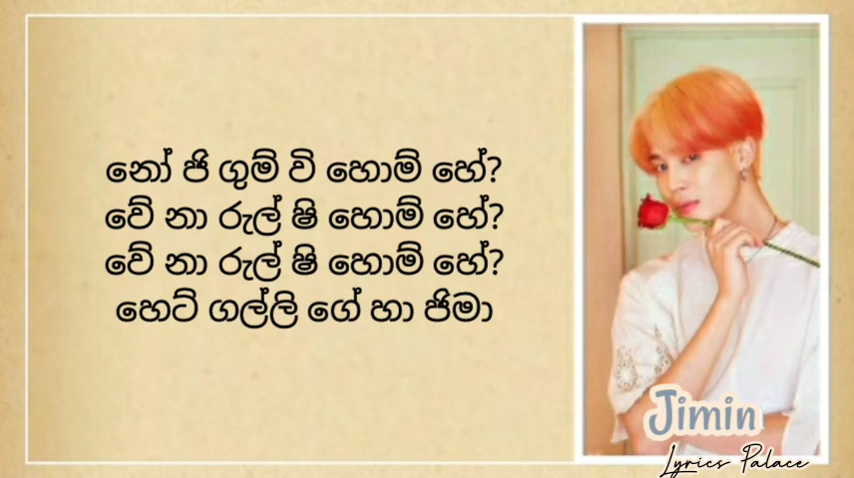 නෝ ජි ගුම් වි හොම් හේ?
වේ නා රුල් ෂි හොම් හේ?
වේ නා රුල් ෂි හොම් හේ?
හෙට් ගල්ලි ගේ හා ජිමා
Jimin
Lyrics Palace